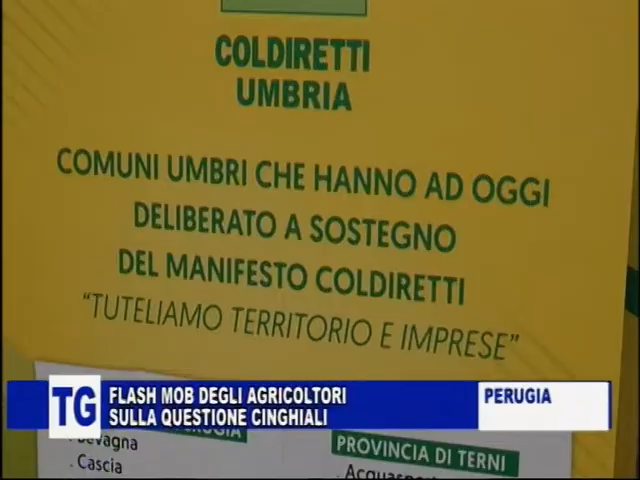 COLDIRETTI
UMBRIA
COMUNI UMBRI CHE HANNO AD OGGI
DELIBERATO A SOSTEGNO
DEL MANIFESTO COLDIRETTI
"TUTELIAMO TERRITORIO E IMPRESE"
TG
FLASH MOB DEGLI AGRICOLTORI
SULLA QUESTIONE CINGHIALI
PERUGIA
. Bevagna
. Cascia
PROVINCIA DI TERNI